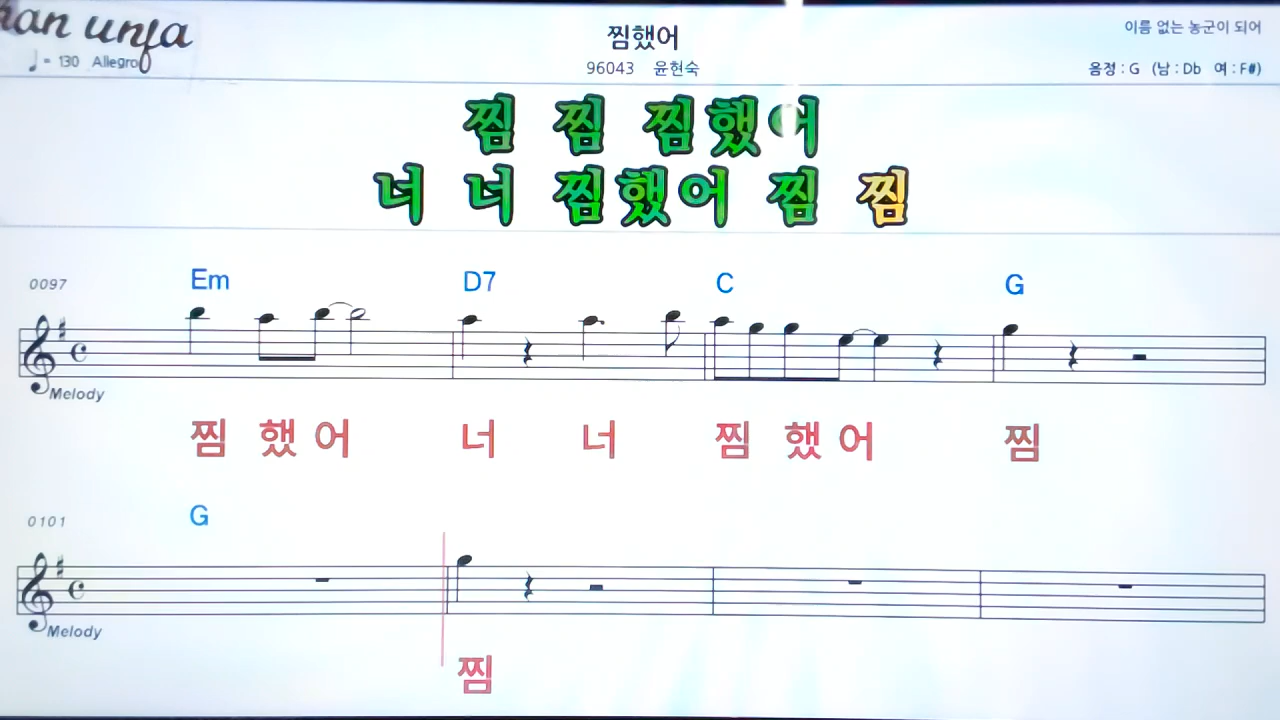 han unfa
♩= 130 Allegro
찜했어
96043 윤현숙
이름 없는 농군이 되어
음정 : G (남 : Db 여 : F#)
찜 찜 찜했어
너 너 찜했어 찜 찜
0097 Em D7 C G
Melody
찜 했 어 너 너 찜 했 어 찜
0101 G
Melody
찜